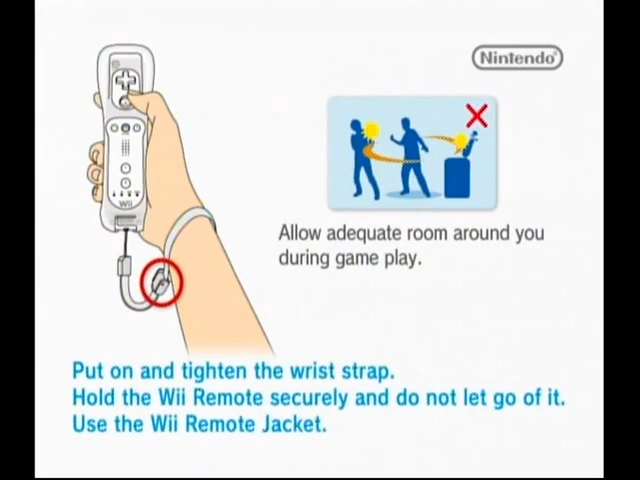 Nintendo®
Wii
Allow adequate room around you
during game play.
Put on and tighten the wrist strap.
Hold the Wii Remote securely and do not let go of it.
Use the Wii Remote Jacket.